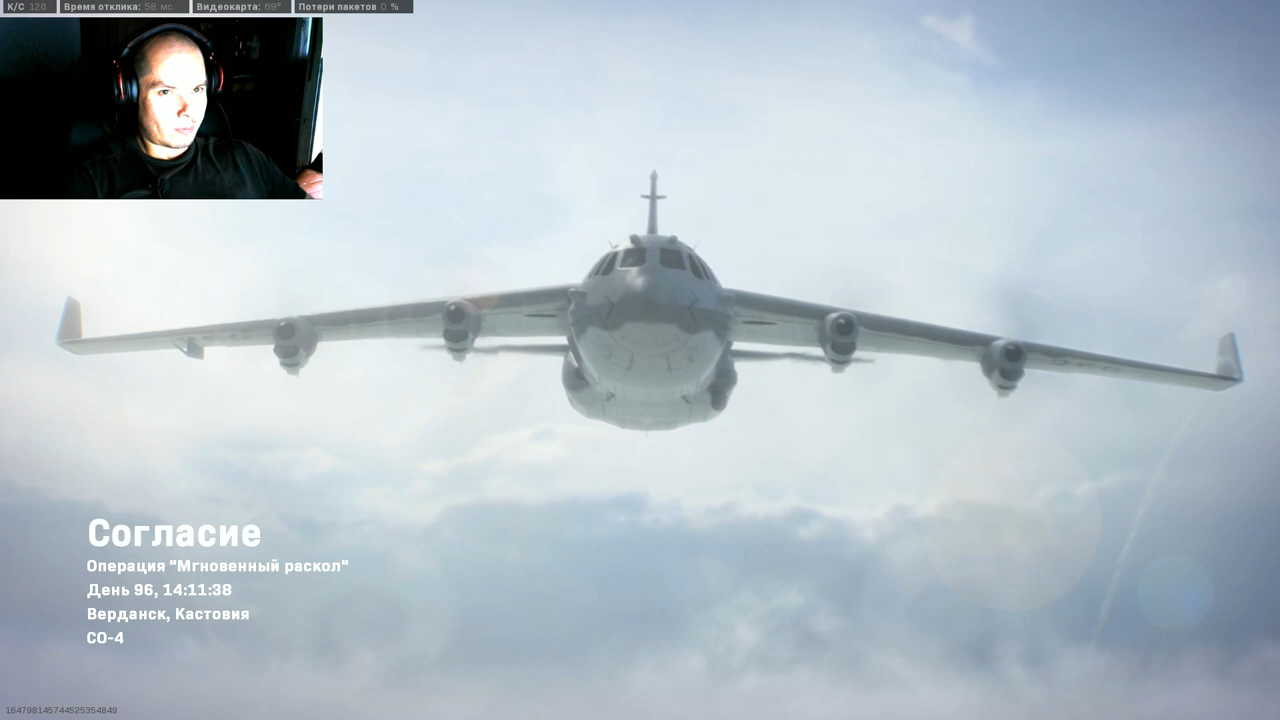 К/С 126 Время отклика: 58 мс Видеокарта: 69° Потери пакетов 0 %
Согласие
Операция "Мгновенный раскол"
День 96, 14:11:38
Верданск, Кастовия
СО-4
164798145744525354849